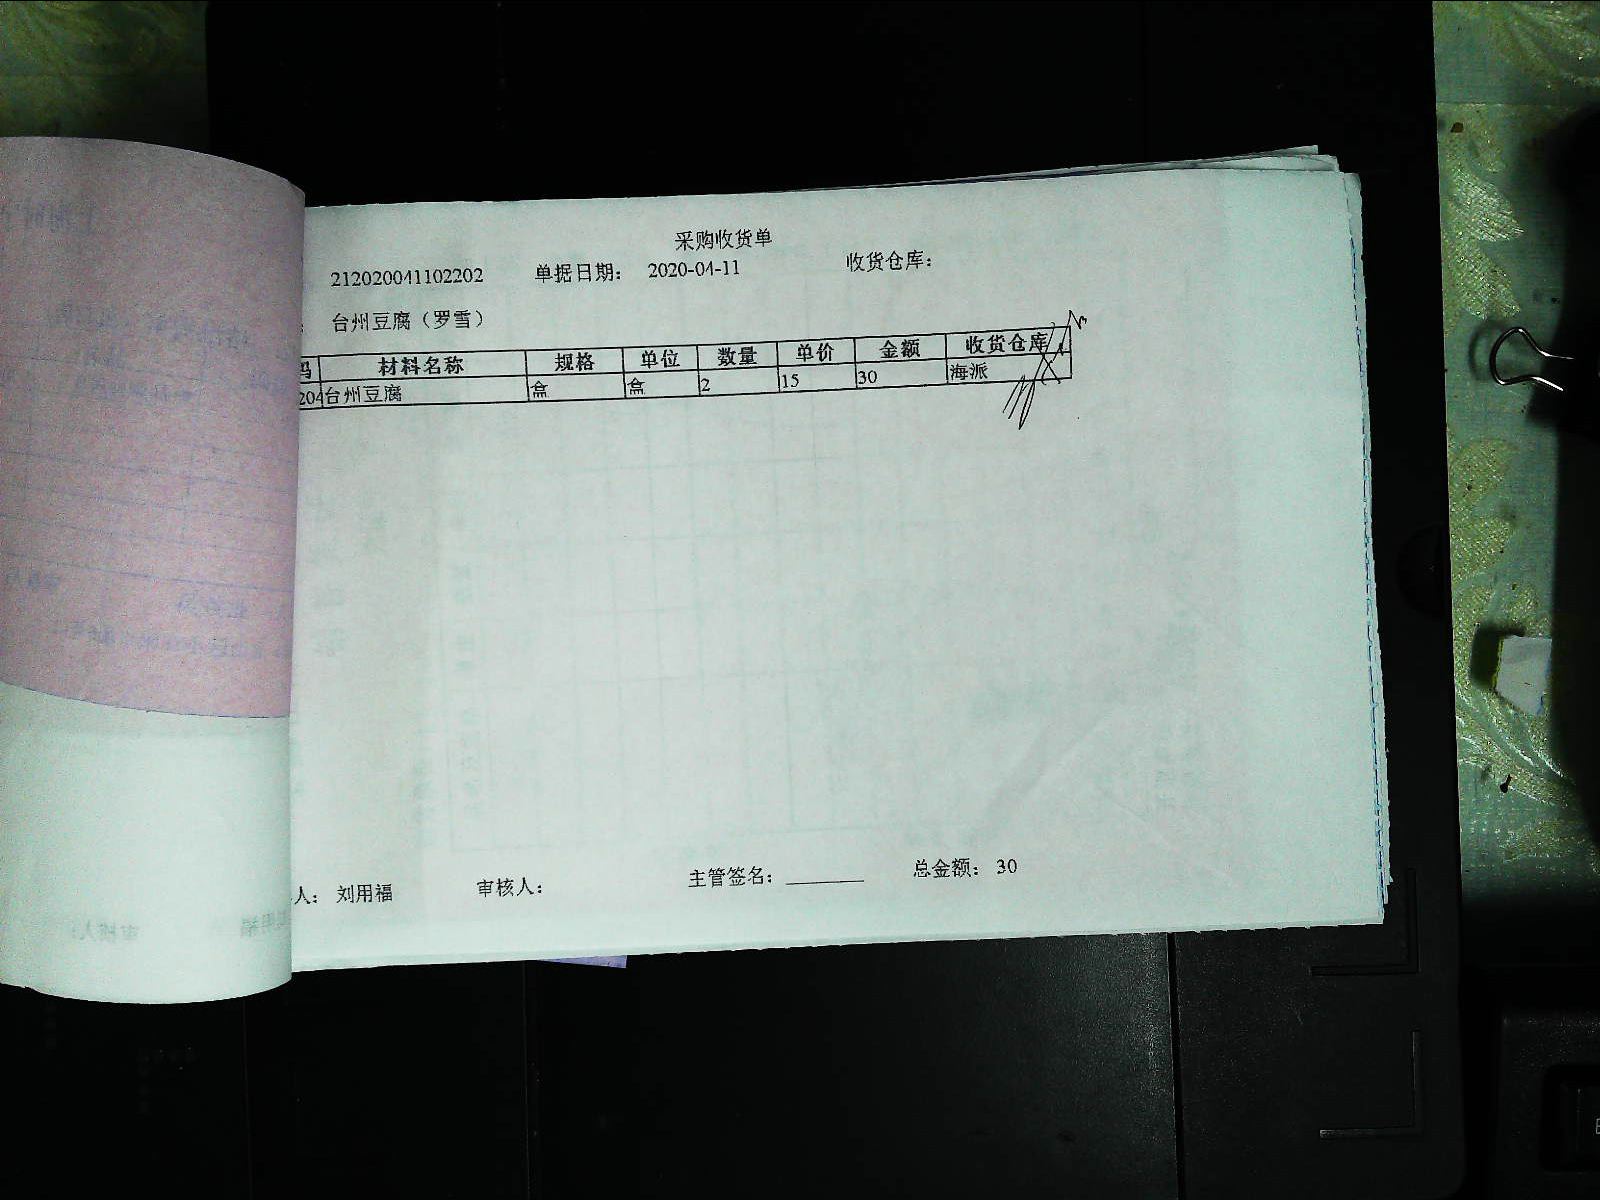 采购收货单
212020041102202 单据日期： 2020-04-11 收货仓库：
： 台州豆腐（罗雪）
码 材料名称 规格 单位 数量 单价 金额 收货仓库
204 台州豆腐 盒 盒 2 15 30 海派
人： 刘用福 审核人： 主管签名： 总金额： 30